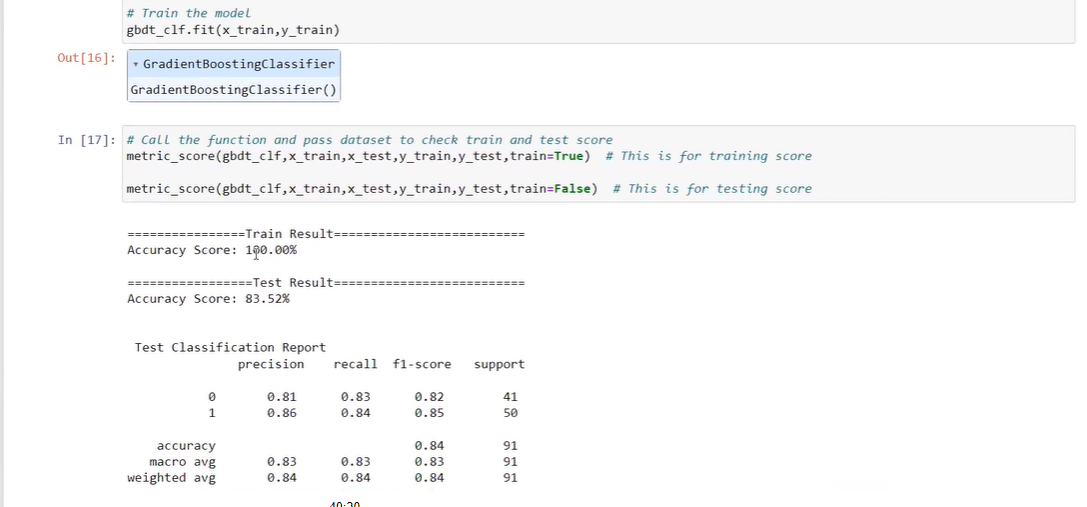 # Train the model
gbdt_clf.fit(x_train,y_train)
Out[16]:
GradientBoostingClassifier
GradientBoostingClassifier()
In [17]:
# Call the function and pass dataset to check train and test score
metric_score(gbdt_clf,x_train,x_test,y_train,y_test,train=True)  # This is for training score
metric_score(gbdt_clf,x_train,x_test,y_train,y_test,train=False)  # This is for testing score
================Train Result==========================
Accuracy Score: 100.00%
=================Test Result==========================
Accuracy Score: 83.52%
Test Classification Report
precision recall f1-score support
0 0.81 0.83 0.82 41
1 0.86 0.84 0.85 50
accuracy 0.84 91
macro avg 0.83 0.83 0.83 91
weighted avg 0.84 0.84 0.84 91